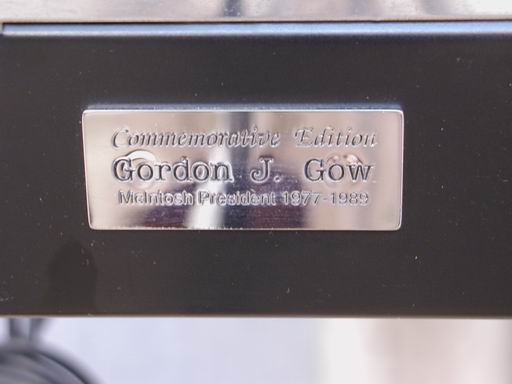 Commemorative Edition
Gordon J. Gow
McIntosh President 1977-1989